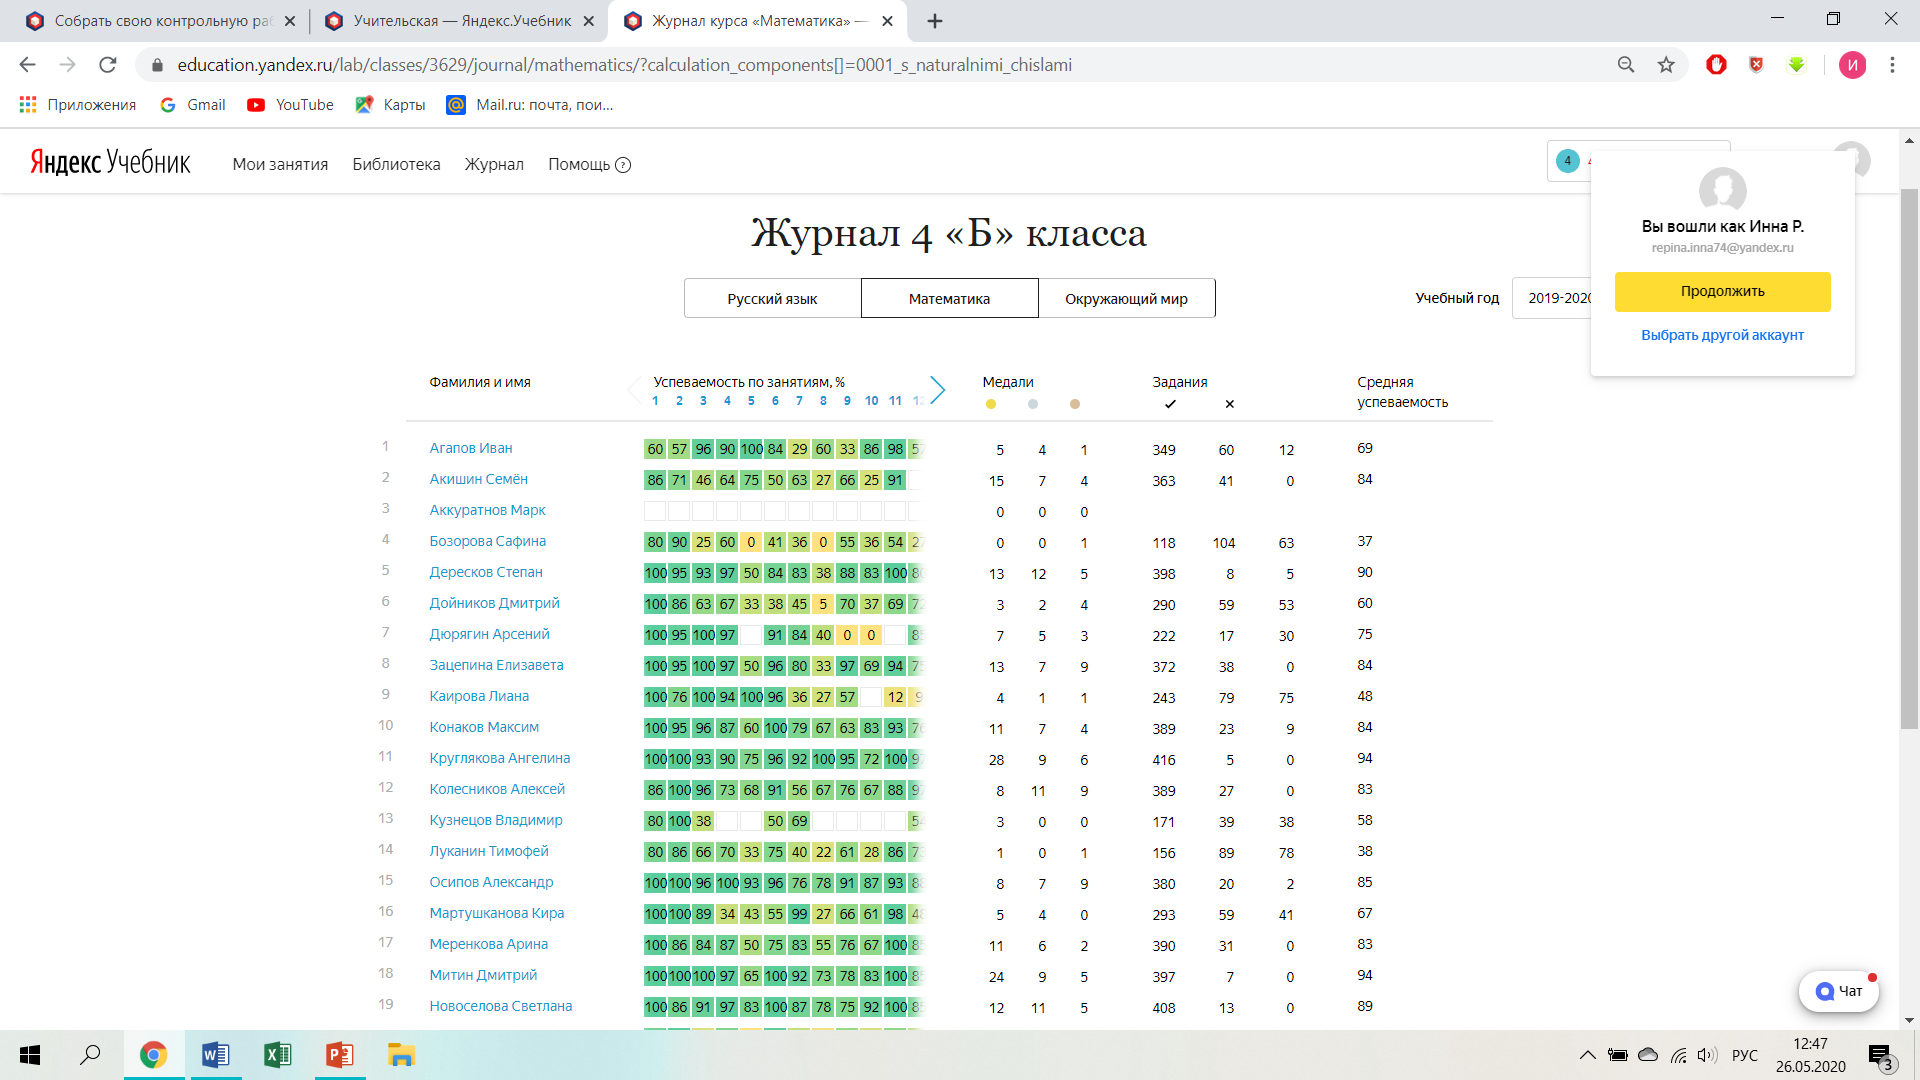 Собрать свою контрольную ра
Учительская — Яндекс.Учебник
Журнал курса «Математика» —
education.yandex.ru/lab/classes/3629/journal/mathematics/?calculation_components[]=0001_s_naturalnimi_chislami
И
Приложения Gmail YouTube Карты Mail.ru: почта, пои...
Яндекс Учебник Мои занятия Библиотека Журнал Помощь ?
4
Вы вошли как Инна Р.
repina.inna74@yandex.ru
Продолжить
Выбрать другой аккаунт
Журнал 4 «Б» класса
Русский язык Математика Окружающий мир
Учебный год 2019-2020
Фамилия и имя Успеваемость по занятиям, % Медали Задания Средняя успеваемость
1 2 3 4 5 6 7 8 9 10 11 12
1 Агапов Иван 60 57 96 90 100 84 29 60 33 86 98 57 5 4 1 349 60 12 69
2 Акишин Семён 86 71 46 64 75 50 63 27 66 25 91 15 7 4 363 41 0 84
3 Аккуратнов Марк 0 0 0
4 Бозорова Сафина 80 90 25 60 0 41 36 0 55 36 54 27 0 0 1 118 104 63 37
5 Дересков Степан 100 95 93 97 50 84 83 38 88 83 100 13 12 5 398 8 5 90
6 Дойников Дмитрий 100 86 63 67 33 38 45 5 70 37 69 72 3 2 4 290 59 53 60
7 Дюрягин Арсений 100 95 100 97 91 84 40 0 0 85 7 5 3 222 17 30 75
8 Зацепина Елизавета 100 95 100 97 50 96 80 33 97 69 94 75 13 7 9 372 38 0 84
9 Каирова Лиана 100 76 100 94 100 96 36 27 57 12 9 4 1 1 243 79 75 48
10 Конаков Максим 100 95 96 87 60 100 79 67 63 83 93 76 11 7 4 389 23 9 84
11 Круглякова Ангелина 100 100 93 90 75 96 92 100 95 72 100 97 28 9 6 416 5 0 94
12 Колесников Алексей 86 100 96 73 68 91 56 67 76 67 88 97 8 11 9 389 27 0 83
13 Кузнецов Владимир 80 100 38 50 69 54 3 0 0 171 39 38 58
14 Луканин Тимофей 80 86 66 70 33 75 40 22 61 28 86 73 1 0 1 156 89 78 38
15 Осипов Александр 100 100 96 100 93 96 76 78 91 87 93 88 8 7 9 380 20 2 85
16 Мартушканова Кира 100 100 89 34 43 55 99 27 66 61 98 48 5 4 0 293 59 41 67
17 Меренкова Арина 100 86 84 87 50 75 83 55 76 67 100 85 11 6 2 390 31 0 83
18 Митин Дмитрий 100 100 100 97 65 100 92 73 78 83 100 85 24 9 5 397 7 0 94
19 Новоселова Светлана 100 86 91 97 83 100 87 78 75 92 100 85 12 11 5 408 13 0 89
Чат
РУС
12:47
26.05.2020
3